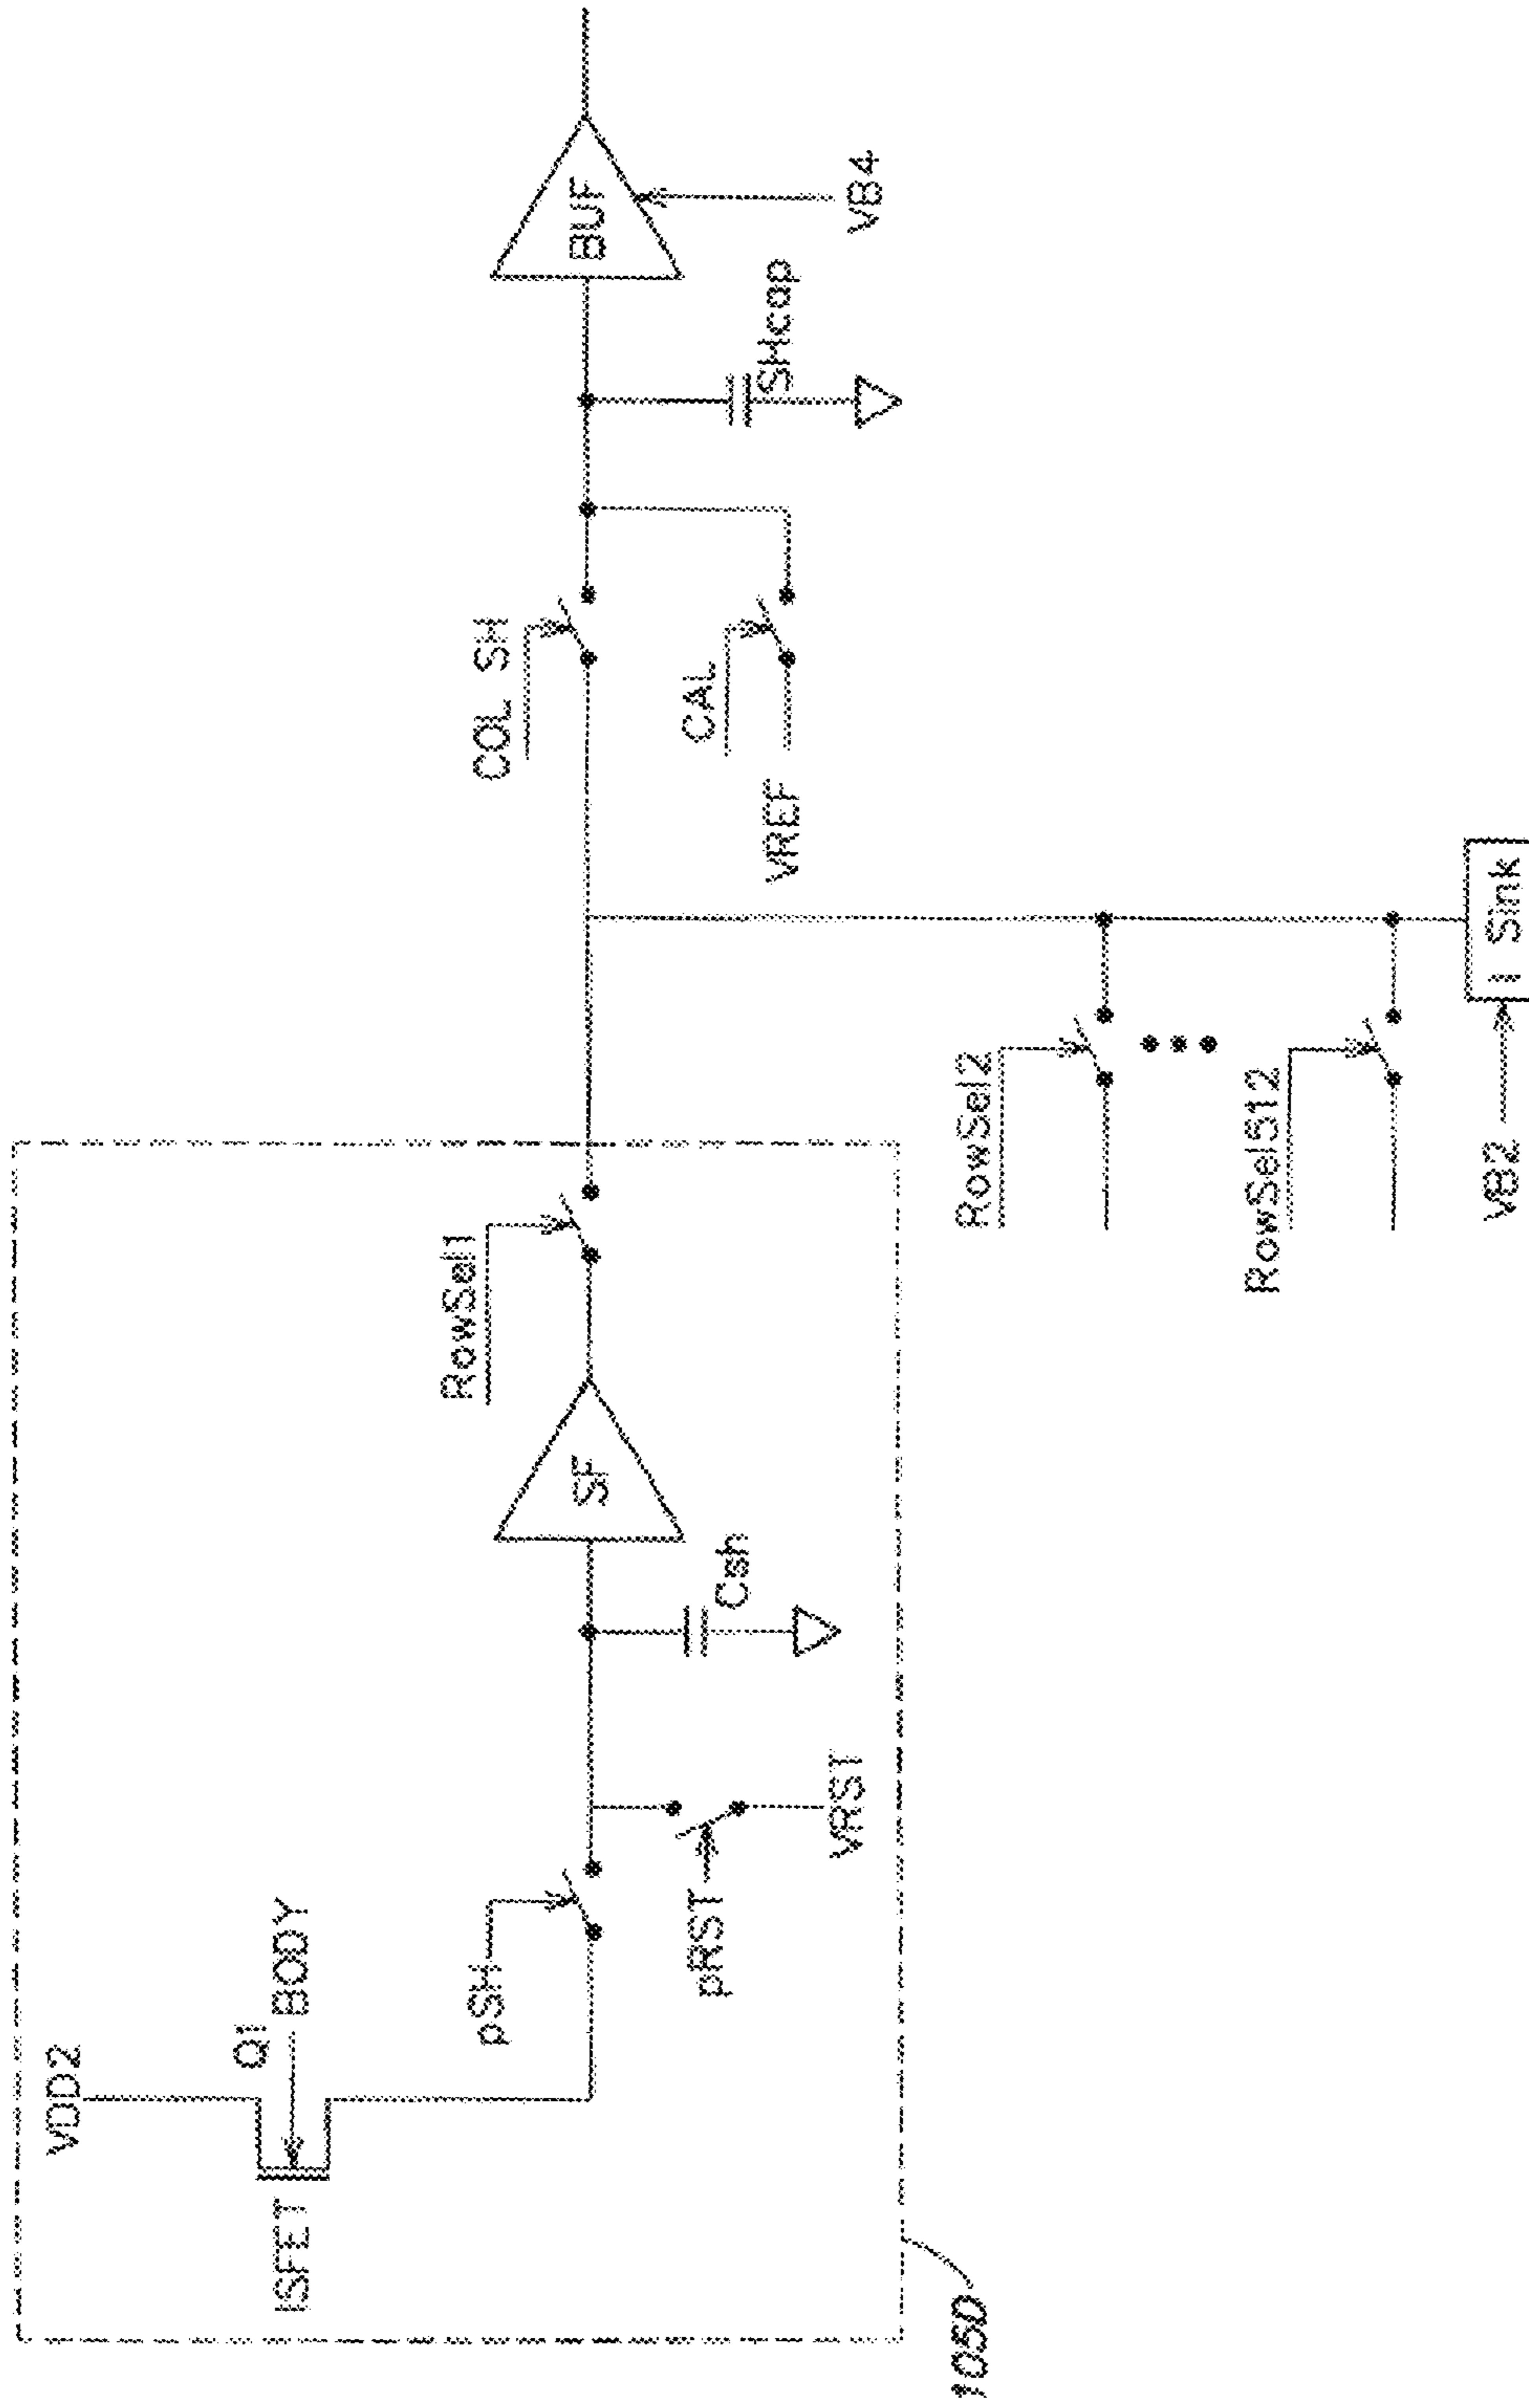 VDD2
Q1
ISFET
BODY
pSH
pRST
VRST
Csh
SF
RowSel1
105D
RowSel2
RowSel512
VB2
I Sink
COL SH
CAL
VREF
SHcap
BUF
VB4